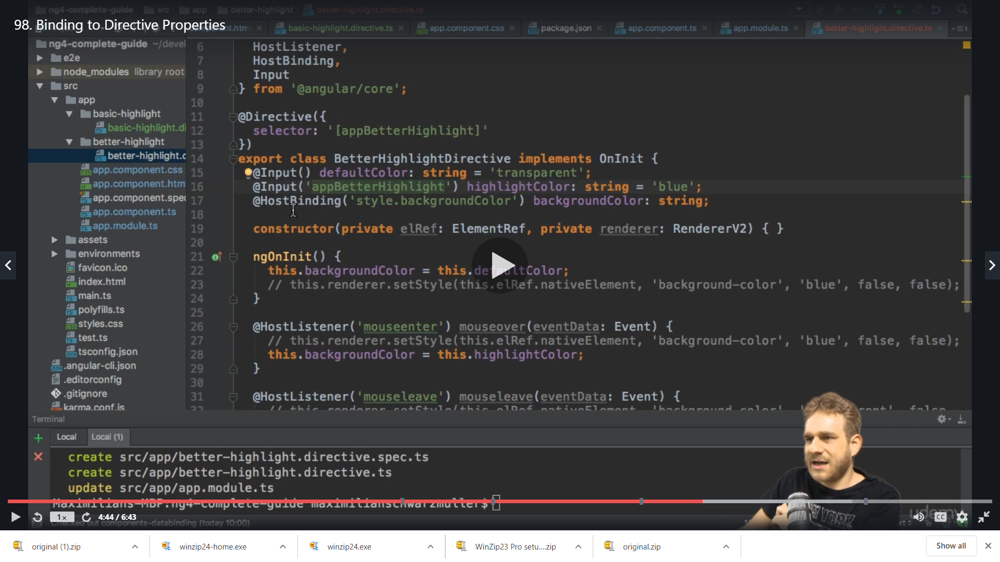 ng4-complete-guide src app better-highlight better-highlight.directive.ts
98. Binding to Directive Properties
basic-highlight.directive.ts
app.component.css
package.json
app.component.ts
app.module.ts
better-highlight.directive.ts
ng4-complete-guide ~/devel
e2e
node_modules library root
src
app
basic-highlight
basic-highlight.di
better-highlight
better-highlight.d
app.component.css
app.component.htm
app.component.spec
app.component.ts
app.module.ts
assets
environments
favicon.ico
index.html
main.ts
polyfills.ts
styles.css
test.ts
tsconfig.json
.angular-cli.json
.editorconfig
.gitignore
karma.conf.js
6 HostListener,
7 HostBinding,
8 Input
9 } from '@angular/core';
10
11 @Directive({
12 selector: '[appBetterHighlight]'
13 })
14 export class BetterHighlightDirective implements OnInit {
15 @Input() defaultColor: string = 'transparent';
16 @Input('appBetterHighlight') highlightColor: string = 'blue';
17 @HostBinding('style.backgroundColor') backgroundColor: string;
18
19 constructor(private elRef: ElementRef, private renderer: RendererV2) { }
20
21 ngOnInit() {
22 this.backgroundColor = this.defaultColor;
23 // this.renderer.setStyle(this.elRef.nativeElement, 'background-color', 'blue', false, false);
24 }
25
26 @HostListener('mouseenter') mouseover(eventData: Event) {
27 // this.renderer.setStyle(this.elRef.nativeElement, 'background-color', 'blue', false, false);
28 this.backgroundColor = this.highlightColor;
29 }
30
31 @HostListener('mouseleave') mouseleave(eventData: Event) {
32 // this.renderer.setStyle(this.elRef.nativeElement, 'background-color',
Terminal
Local Local (1)
create src/app/better-highlight.directive.spec.ts
create src/app/better-highlight.directive.ts
update src/app/app.module.ts
Maximilians-MBP:ng4-complete-guide maximilianschwarzmuller$
udemy
1x 4:44 / 6:43
CC
Checked out components-databinding (today 10:00)
original (1).zip
winzip24-home.exe
winzip24.exe
WinZip23 Pro setu....zip
original.zip
Show all